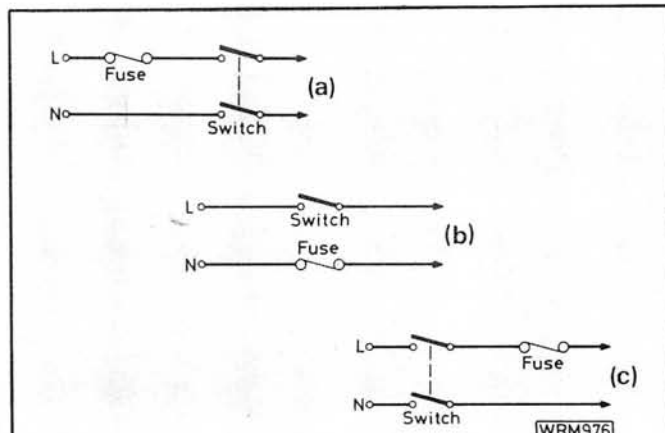 L
Fuse
(a)
N
Switch
L
Switch
(b)
Fuse
N
L
Fuse
(c)
N
Switch
WRM976